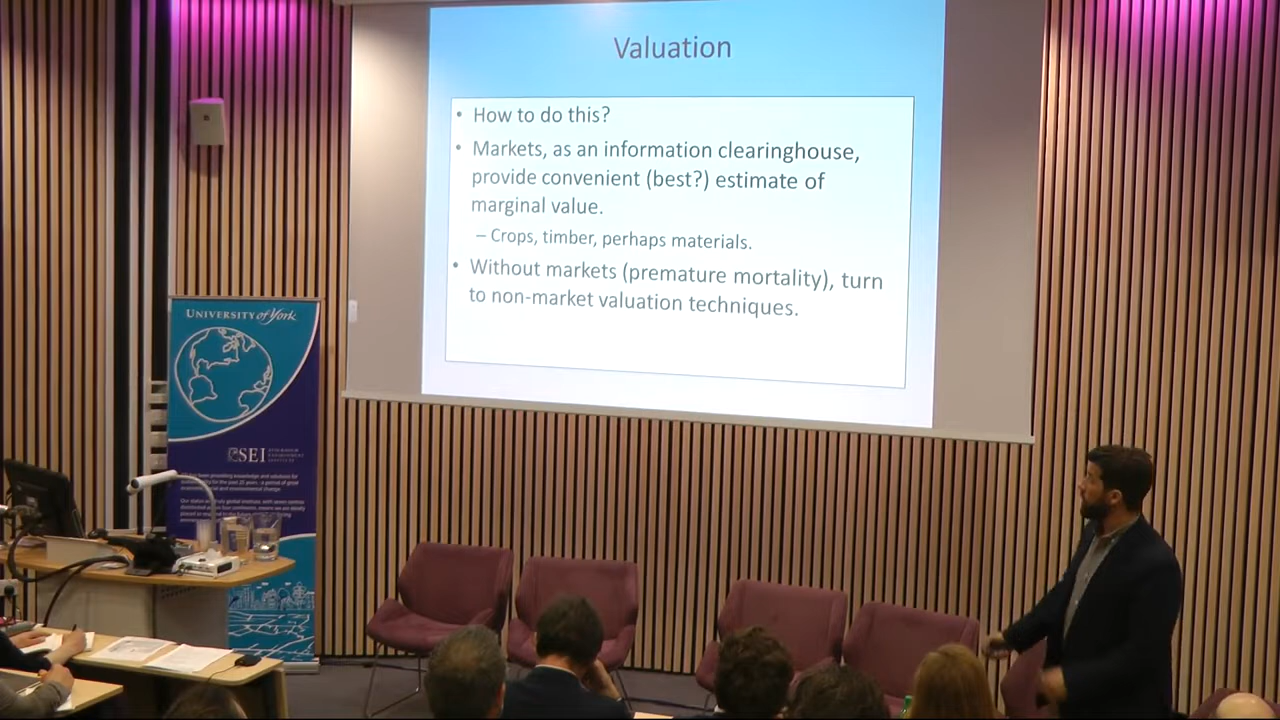 Valuation
• How to do this?
• Markets, as an information clearinghouse,
provide convenient (best?) estimate of
marginal value.
– Crops, timber, perhaps materials.
• Without markets (premature mortality), turn
to non-market valuation techniques.
UNIVERSITY of York
SEI